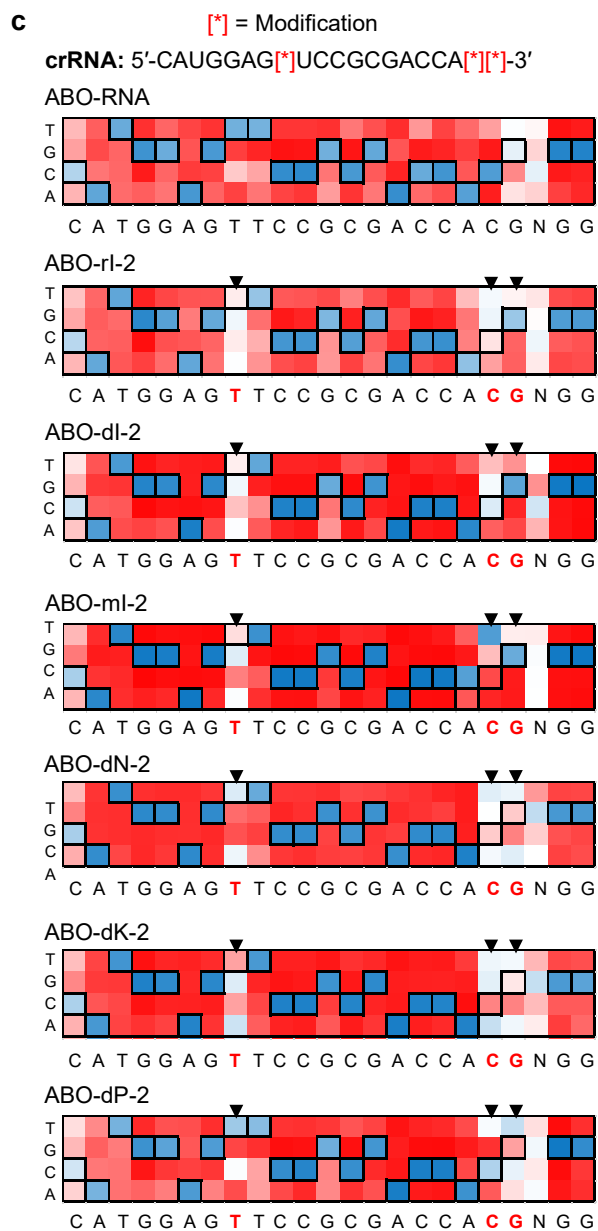 c
[*] = Modification
crRNA: 5′-CAUGGAG[*]UCCGCGACCA[*][*]-3′
ABO-RNA
T
G
C
A
C A T G G A G T T C C G C G A C C A C G N G G
ABO-rI-2
T
G
C
A
C A T G G A G T T C C G C G A C C A C G N G G
ABO-dI-2
T
G
C
A
C A T G G A G T T C C G C G A C C A C G N G G
ABO-mI-2
T
G
C
A
C A T G G A G T T C C G C G A C C A C G N G G
ABO-dN-2
T
G
C
A
C A T G G A G T T C C G C G A C C A C G N G G
ABO-dK-2
T
G
C
A
C A T G G A G T T C C G C G A C C A C G N G G
ABO-dP-2
T
G
C
A
C A T G G A G T T C C G C G A C C A C G N G G